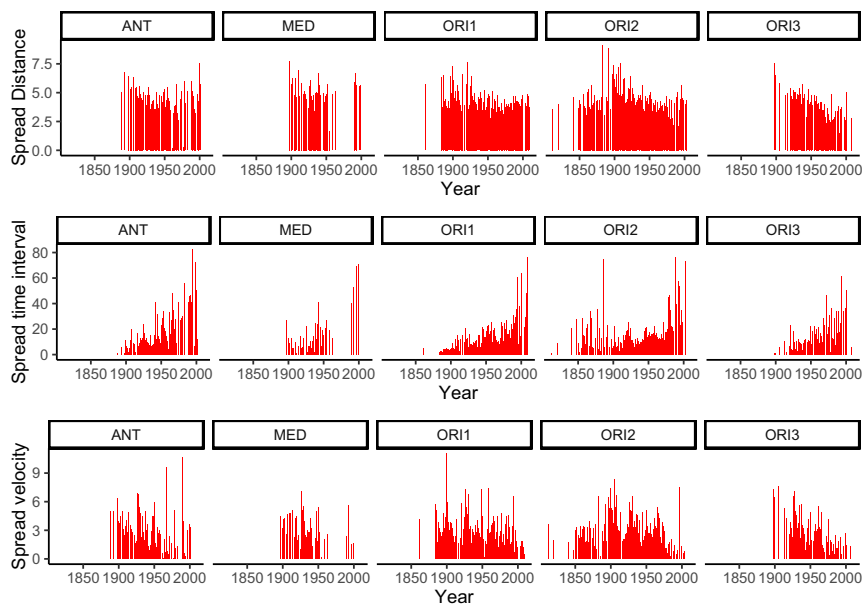 ANT MED ORI1 ORI2 ORI3
Spread Distance
7.5
5.0
2.5
0.0
1850 1900 1950 2000 1850 1900 1950 2000 1850 1900 1950 2000 1850 1900 1950 2000 1850 1900 1950 2000
Year
ANT MED ORI1 ORI2 ORI3
Spread time interval
80
60
40
20
0
1850 1900 1950 2000 1850 1900 1950 2000 1850 1900 1950 2000 1850 1900 1950 2000 1850 1900 1950 2000
Year
ANT MED ORI1 ORI2 ORI3
Spread velocity
9
6
3
0
1850 1900 1950 2000 1850 1900 1950 2000 1850 1900 1950 2000 1850 1900 1950 2000 1850 1900 1950 2000
Year